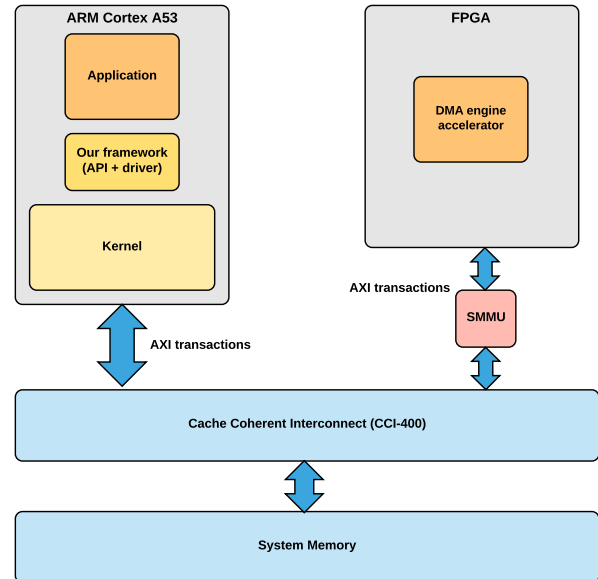 ARM Cortex A53
Application
Our framework
(API + driver)
Kernel
FPGA
DMA engine
accelerator
AXI transactions
SMMU
AXI transactions
Cache Coherent Interconnect (CCI-400)
System Memory